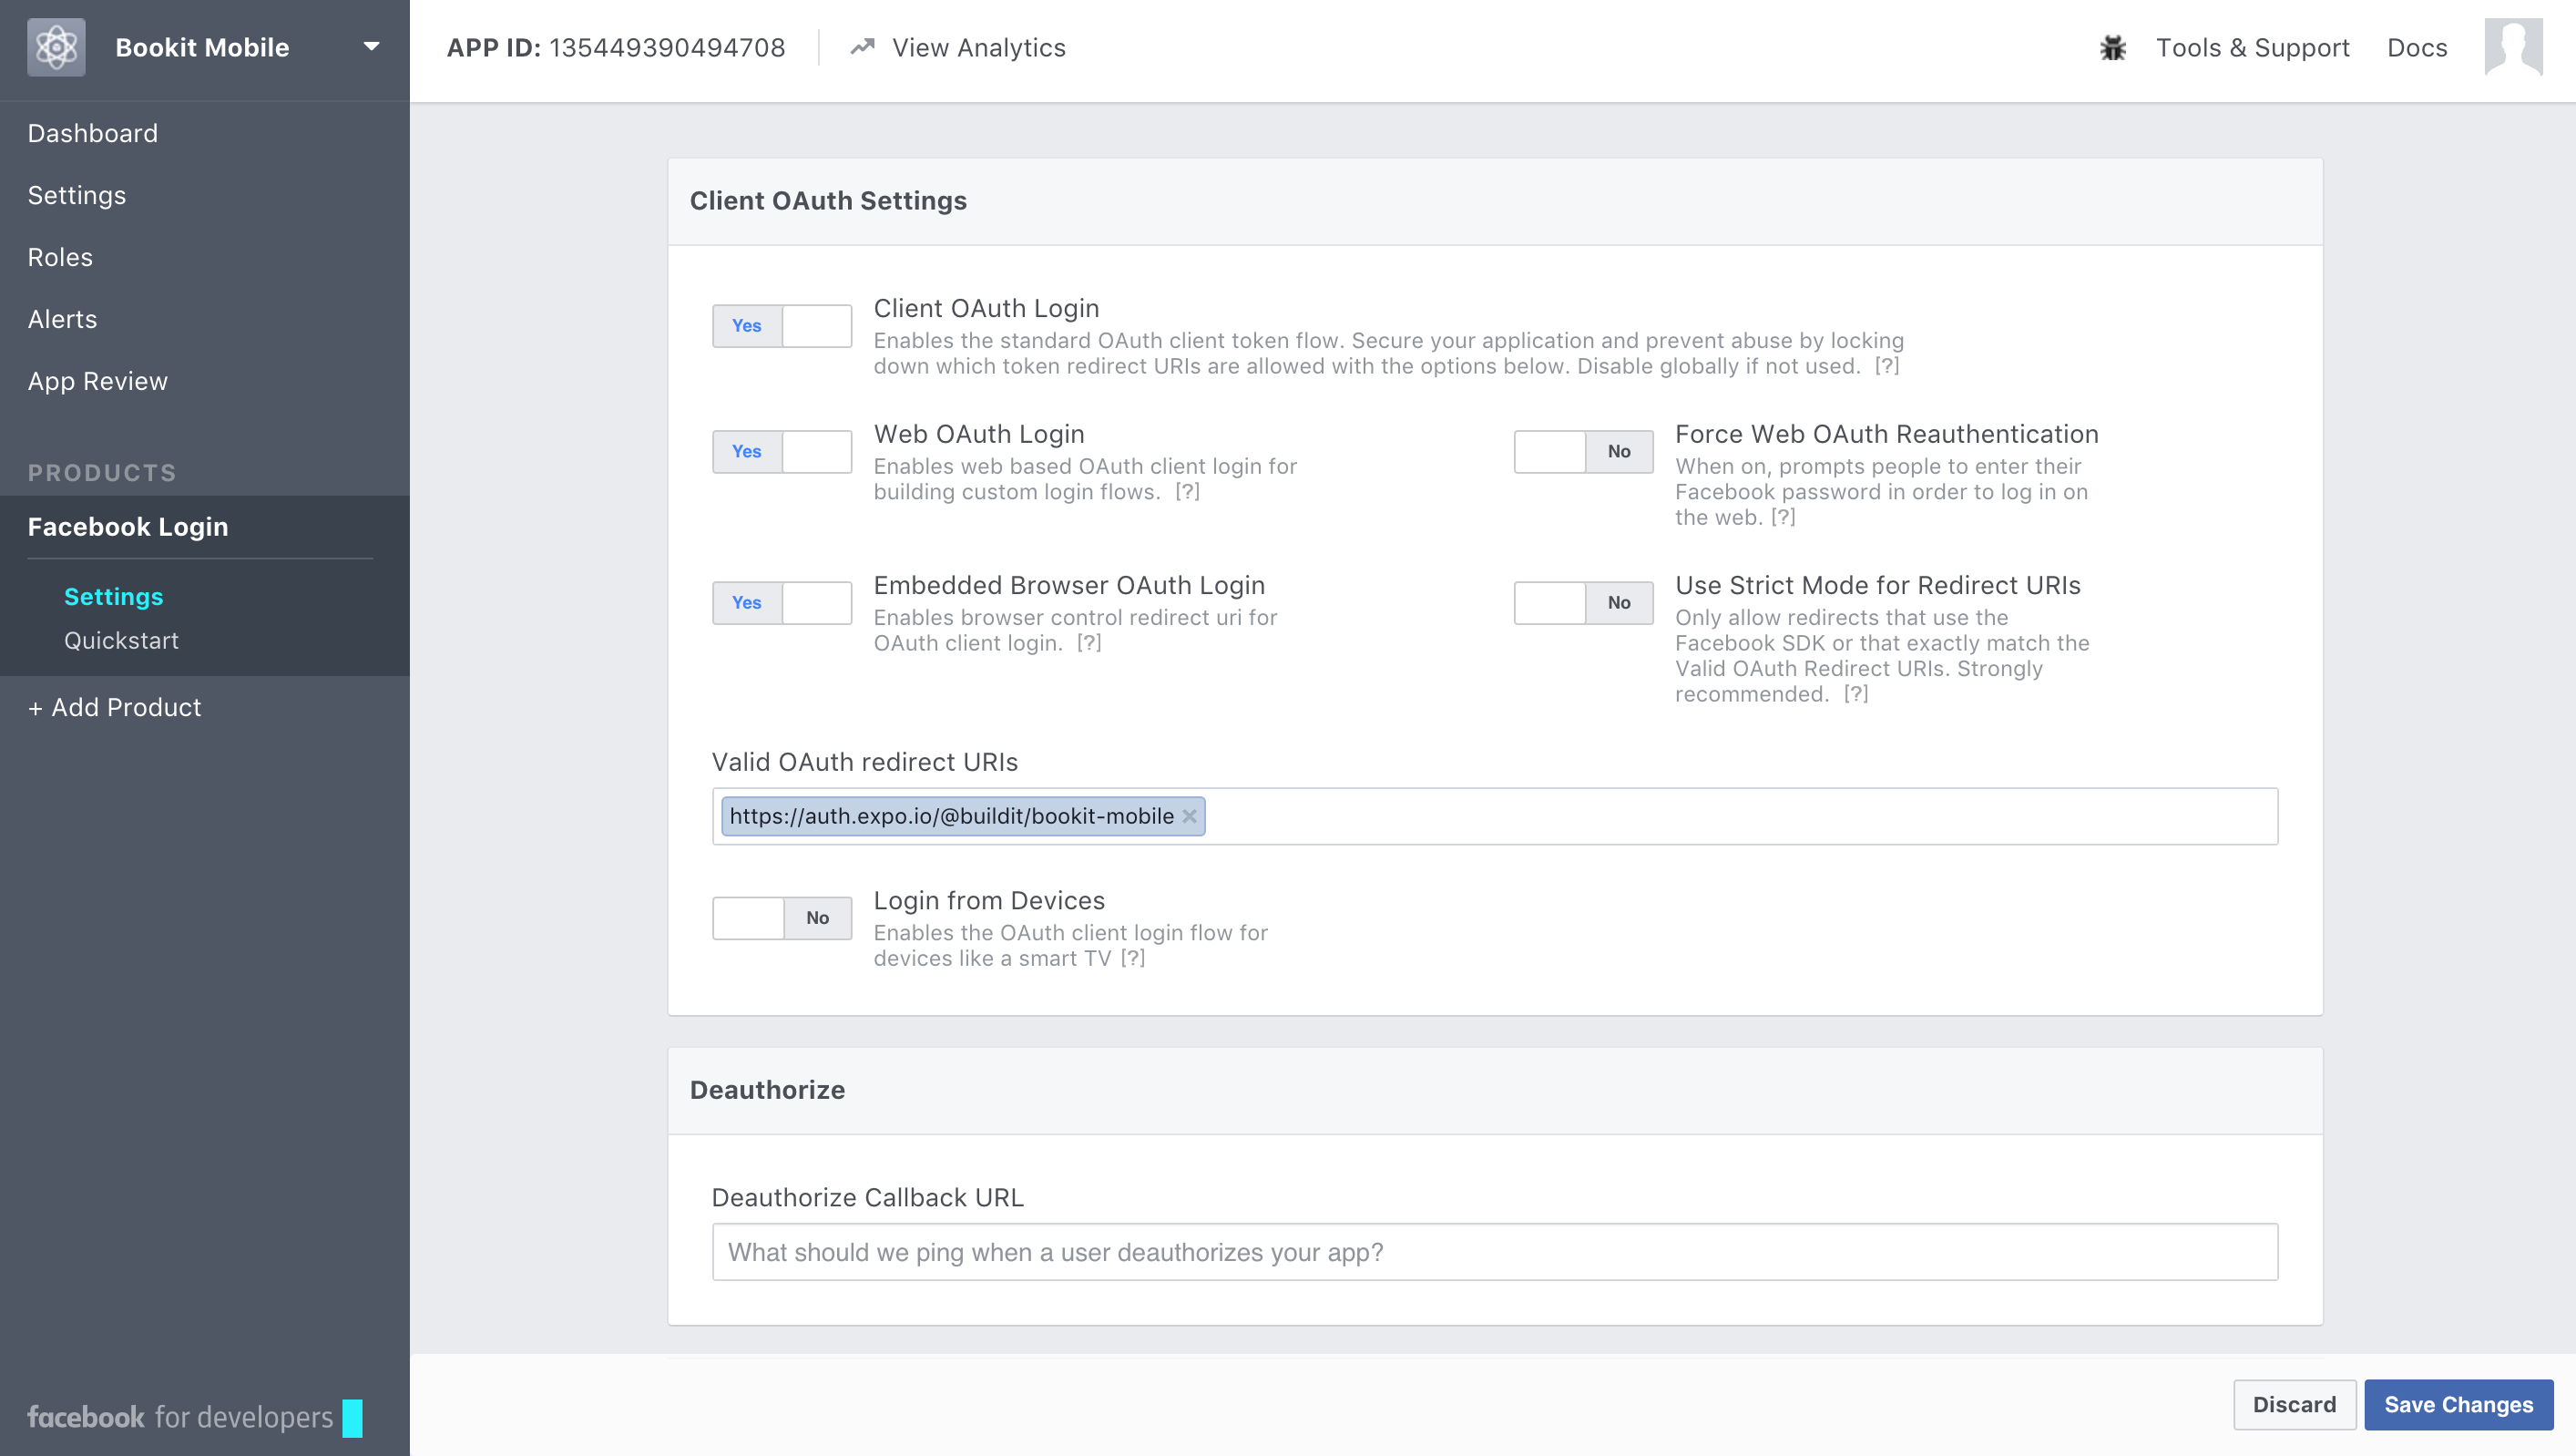 Bookit Mobile
APP ID: 135449390494708
View Analytics
Tools & Support
Docs
Dashboard
Settings
Roles
Alerts
App Review
PRODUCTS
Facebook Login
Settings
Quickstart
+ Add Product
facebook for developers
Client OAuth Settings
Yes
Client OAuth Login
Enables the standard OAuth client token flow. Secure your application and prevent abuse by locking
down which token redirect URIs are allowed with the options below. Disable globally if not used. [?]
Yes
Web OAuth Login
Enables web based OAuth client login for
building custom login flows. [?]
No
Force Web OAuth Reauthentication
When on, prompts people to enter their
Facebook password in order to log in on
the web. [?]
Yes
Embedded Browser OAuth Login
Enables browser control redirect uri for
OAuth client login. [?]
No
Use Strict Mode for Redirect URIs
Only allow redirects that use the
Facebook SDK or that exactly match the
Valid OAuth Redirect URIs. Strongly
recommended. [?]
Valid OAuth redirect URIs
https://auth.expo.io/@buildit/bookit-mobile
No
Login from Devices
Enables the OAuth client login flow for
devices like a smart TV [?]
Deauthorize
Deauthorize Callback URL
What should we ping when a user deauthorizes your app?
Discard
Save Changes